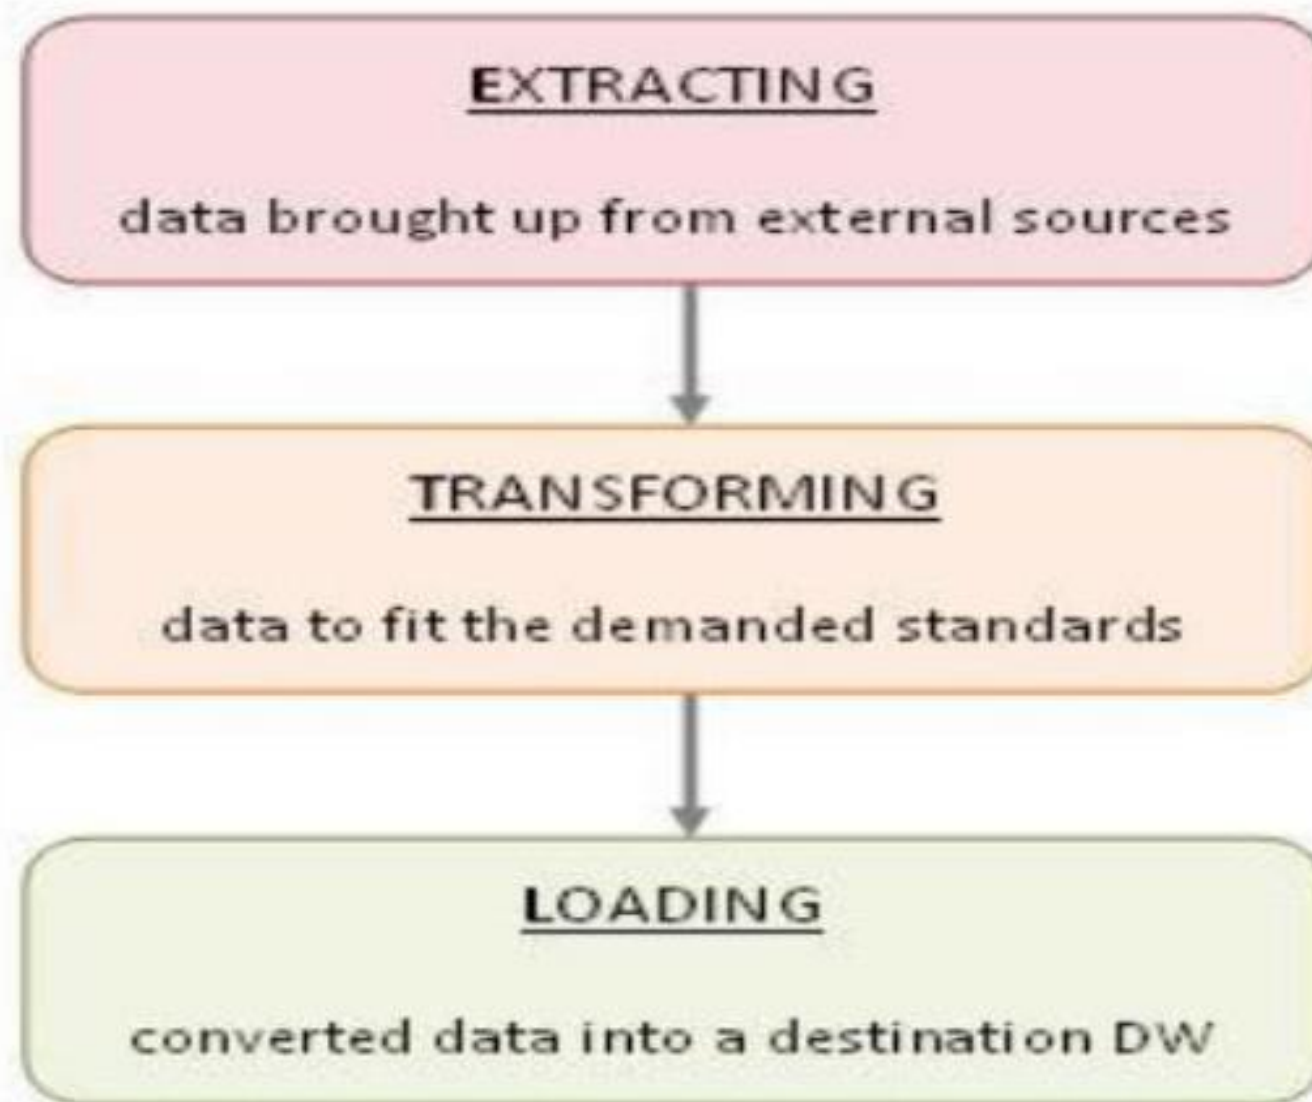 EXTRACTING
data brought up from external sources
TRANSFORMING
data to fit the demanded standards
LOADING
converted data into a destination DW